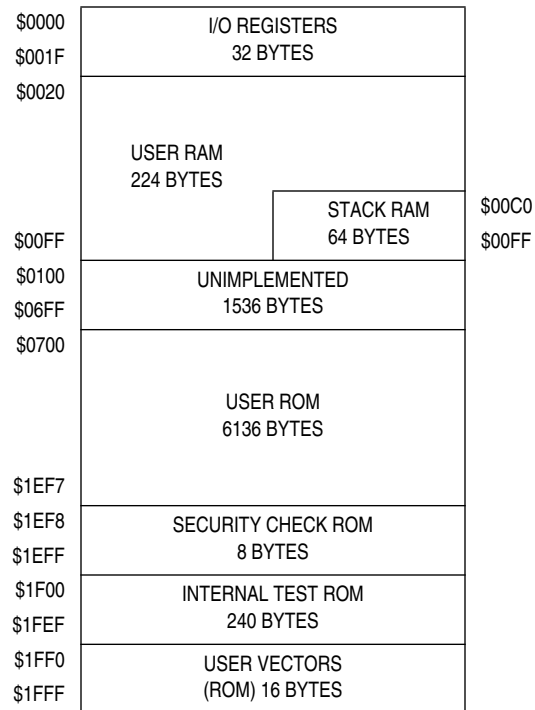 $0000
I/O REGISTERS
32 BYTES
$001F
$0020
USER RAM
224 BYTES
STACK RAM
64 BYTES
$00C0
$00FF
$00FF
$0100
UNIMPLEMENTED
1536 BYTES
$06FF
$0700
USER ROM
6136 BYTES
$1EF7
$1EF8
SECURITY CHECK ROM
8 BYTES
$1EFF
$1F00
INTERNAL TEST ROM
240 BYTES
$1FEF
$1FF0
USER VECTORS
(ROM) 16 BYTES
$1FFF